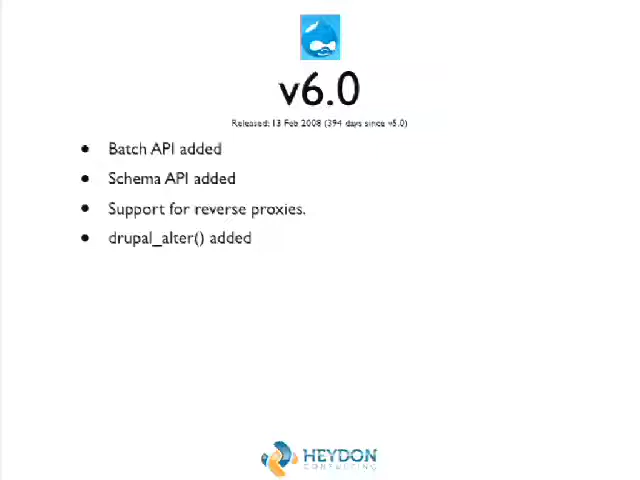 v6.0
Released: 13 Feb 2008 (394 days since v5.0)
• Batch API added
• Schema API added
• Support for reverse proxies.
• drupal_alter() added
HEYDON
CONSULTING